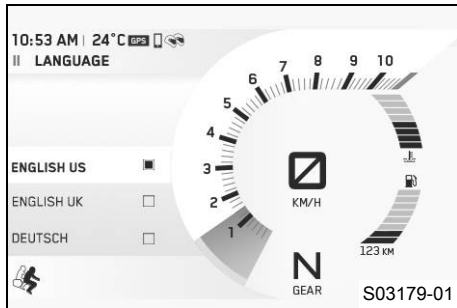 10:53 AM | 24°C GPS
LANGUAGE
ENGLISH US
ENGLISH UK
DEUTSCH
1
2
3
4
5
6
7
8
9
10
0
KM/H
N
GEAR
123 KM
S03179-01